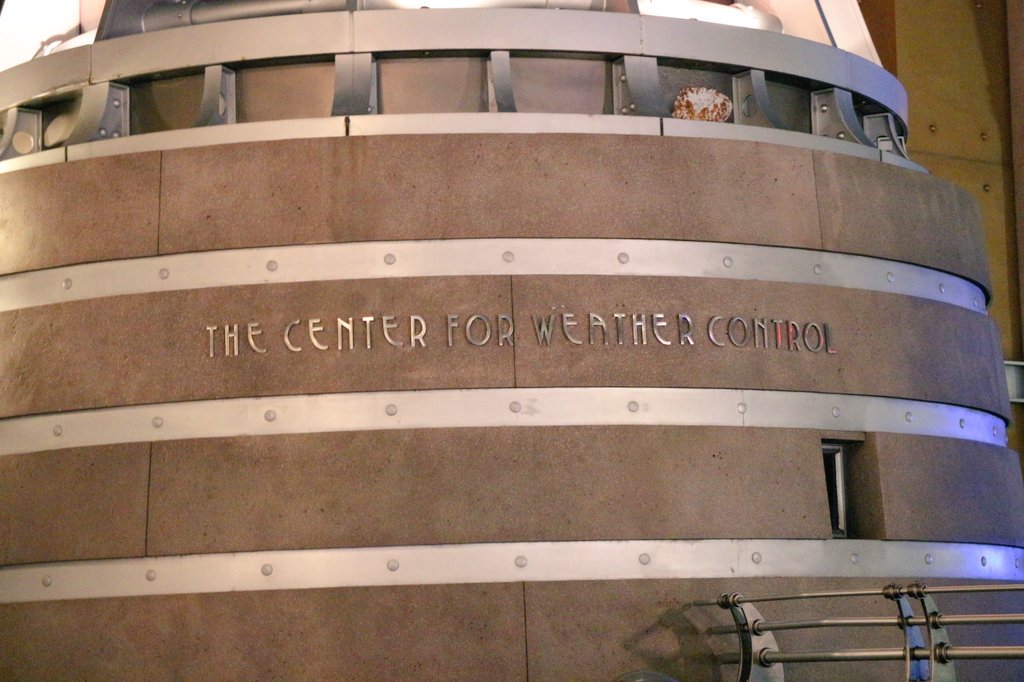 THE CENTER FOR WEATHER CONTROL